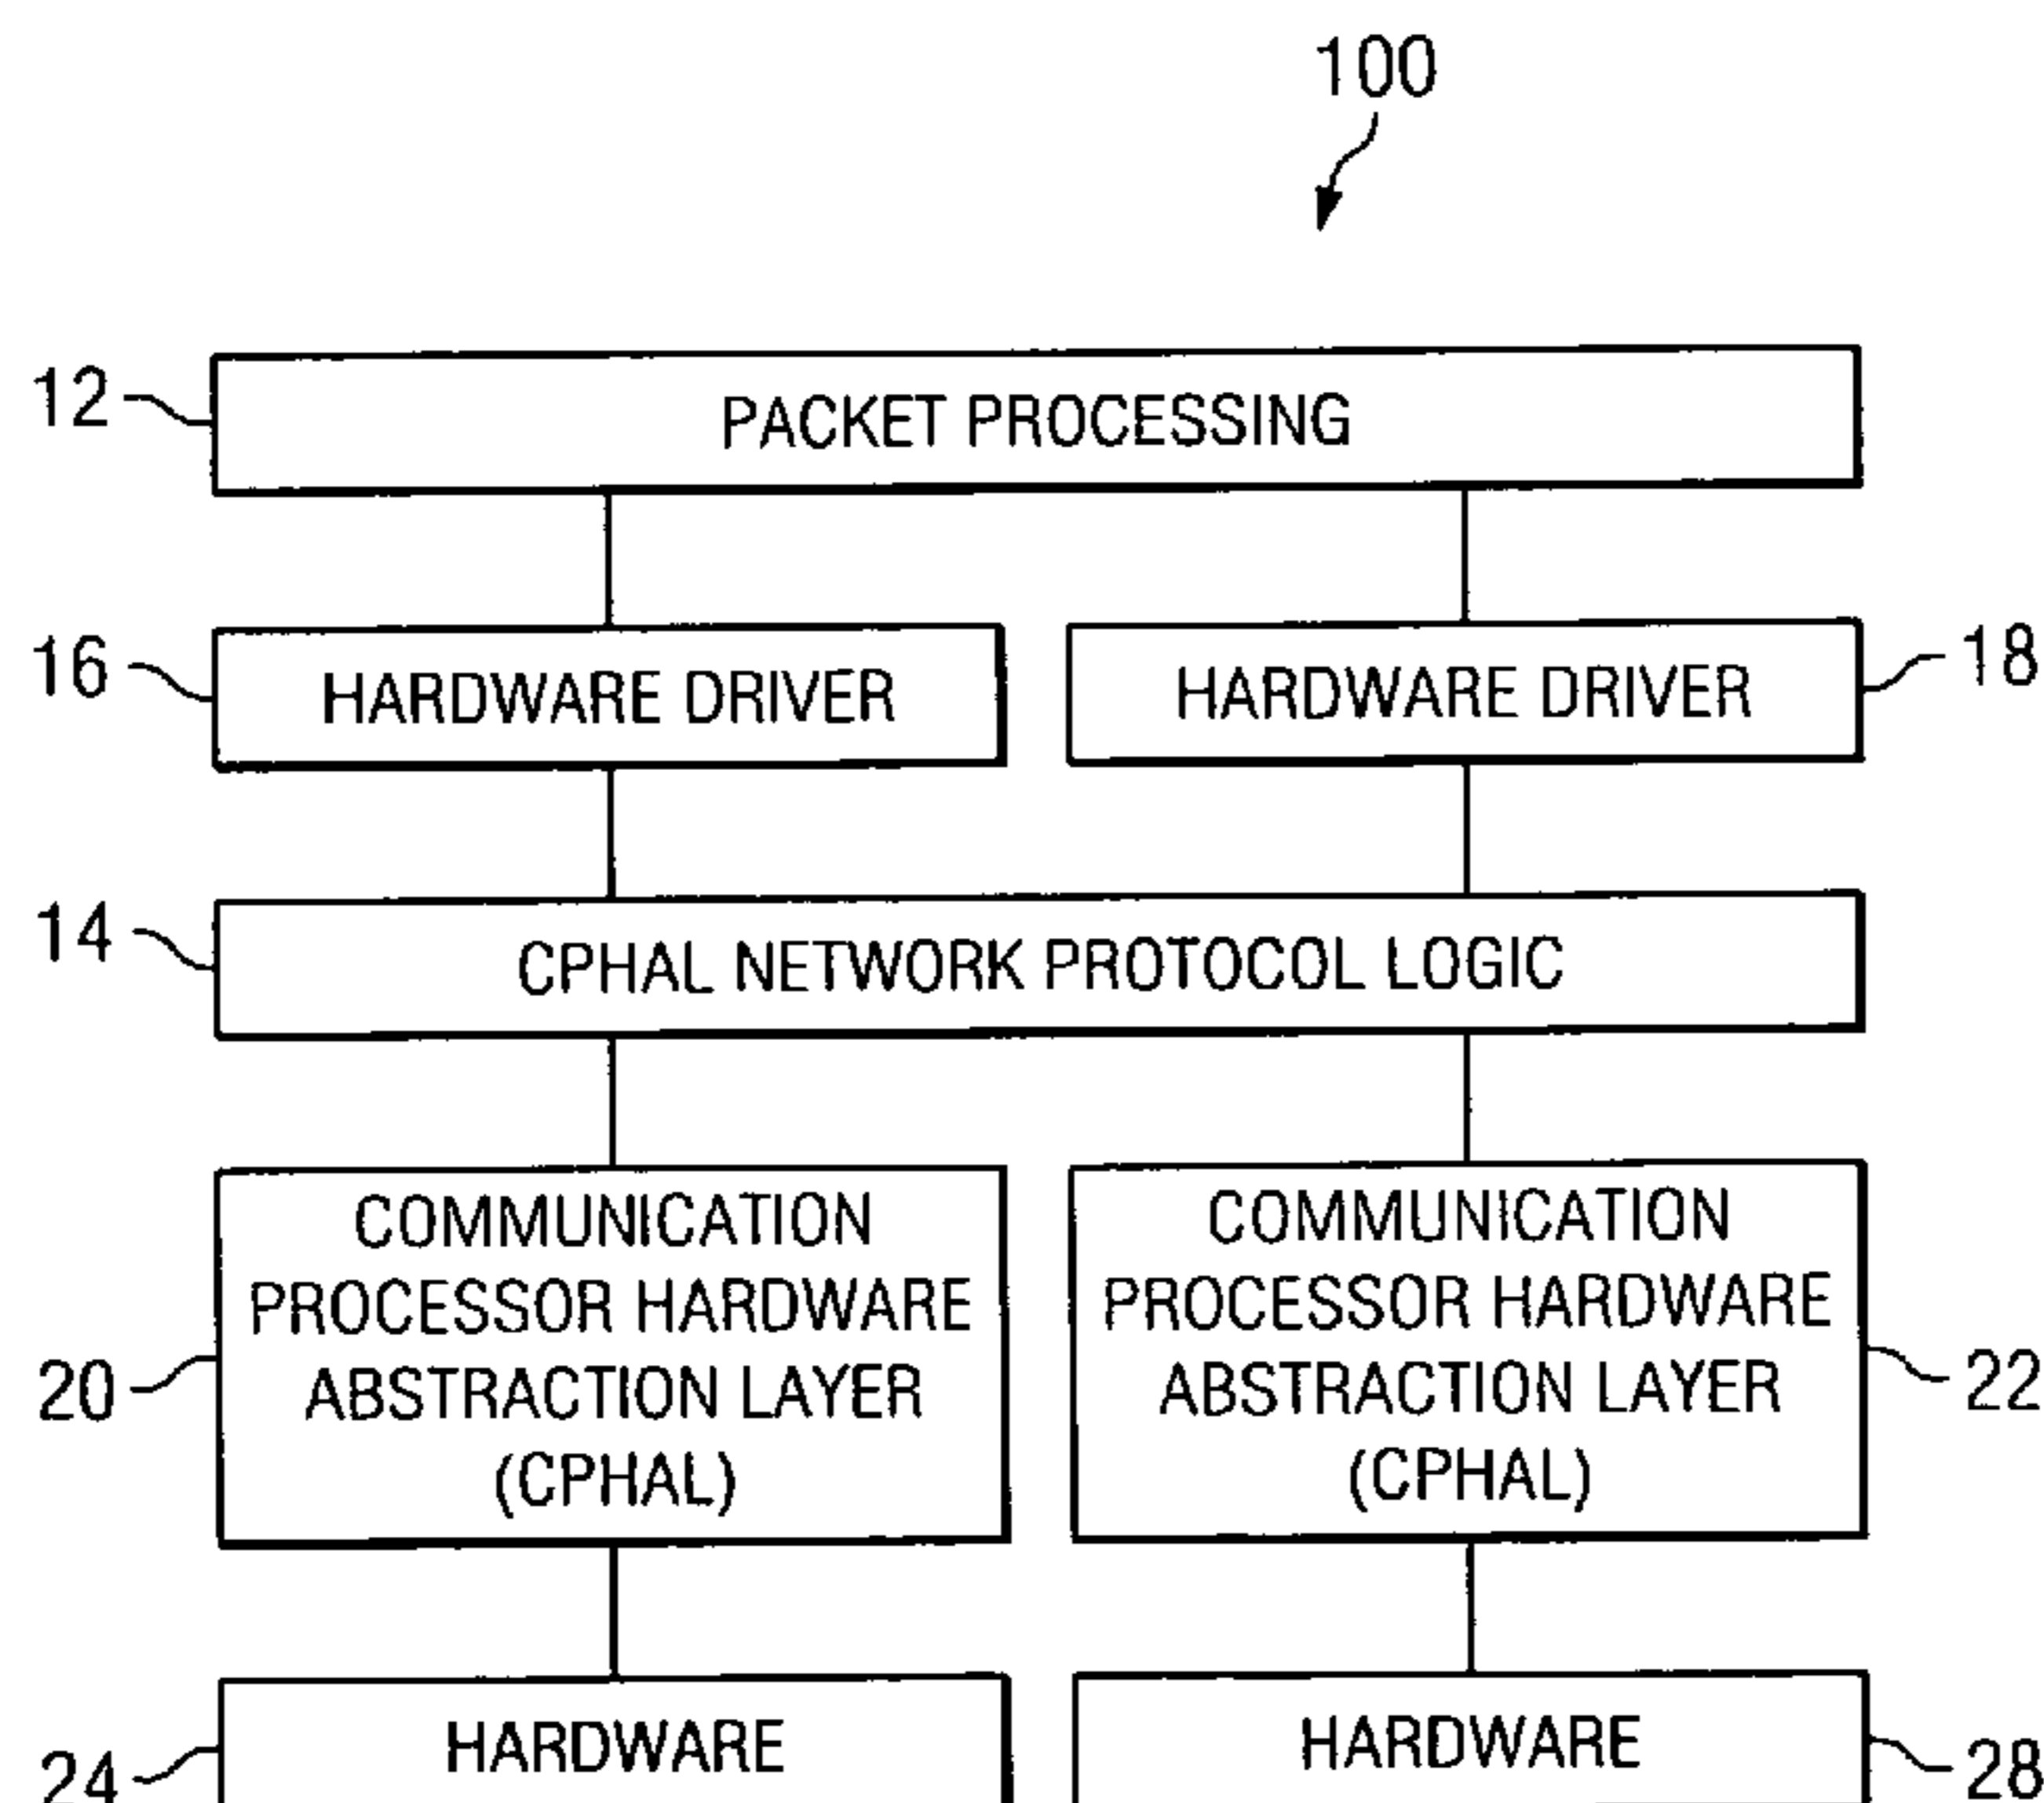 100
12
PACKET PROCESSING
16
HARDWARE DRIVER
HARDWARE DRIVER
18
14
CPHAL NETWORK PROTOCOL LOGIC
20
COMMUNICATION
PROCESSOR HARDWARE
ABSTRACTION LAYER
(CPHAL)
COMMUNICATION
PROCESSOR HARDWARE
ABSTRACTION LAYER
(CPHAL)
22
24
HARDWARE
HARDWARE
28